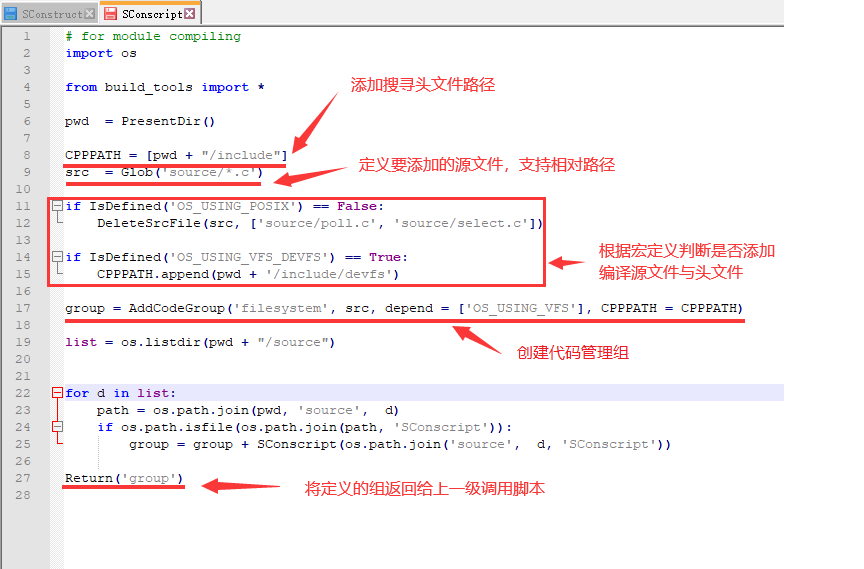 SConstruct SConscript
1 # for module compiling
2 import os
3
4 from build_tools import *
添加搜寻头文件路径
5
6 pwd  = PresentDir()
7
8 CPPPATH = [pwd + "/include"]
定义要添加的源文件，支持相对路径
9 src  = Glob('source/*.c')
10
11 if IsDefined('OS_USING_POSIX') == False:
12     DeleteSrcFile(src, ['source/poll.c', 'source/select.c'])
13
根据宏定义判断是否添加
编译源文件与头文件
14 if IsDefined('OS_USING_VFS_DEVFS') == True:
15     CPPPATH.append(pwd + '/include/devfs')
16
17 group = AddCodeGroup('filesystem', src, depend = ['OS_USING_VFS'], CPPPATH = CPPPATH)
18
创建代码管理组
19 list = os.listdir(pwd + "/source")
20
21
22 for d in list:
23     path = os.path.join(pwd, 'source',  d)
24     if os.path.isfile(os.path.join(path, 'SConscript')):
25         group = group + SConscript(os.path.join('source',  d, 'SConscript'))
26
27 Return('group')
将定义的组返回给上一级调用脚本
28